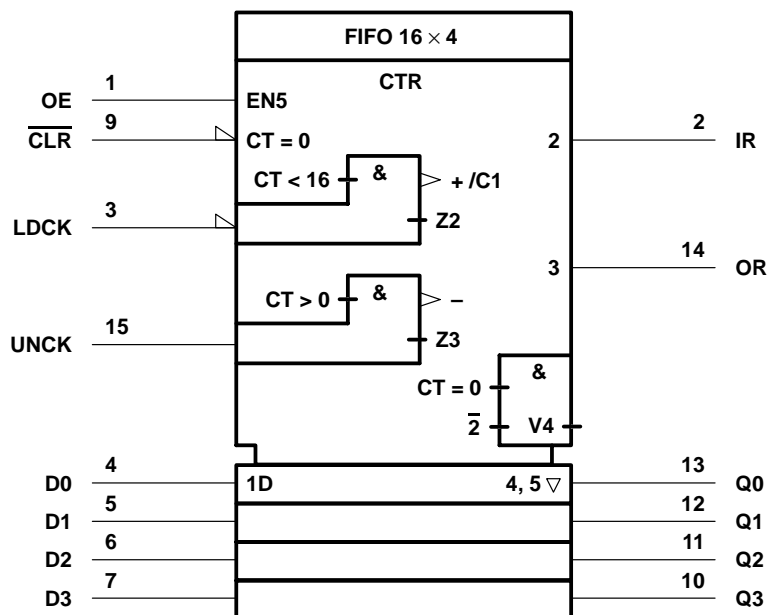 FIFO 16 × 4
CTR
OE 1 EN5
CLR 9 CT = 0 2 2 IR
CT < 16 & + /C1
LDCK 3 Z2
3 14 OR
CT > 0 & –
UNCK 15 Z3
&
CT = 0
2 V4
D0 4 1D 4, 5 ▽ 13 Q0
D1 5 12 Q1
D2 6 11 Q2
D3 7 10 Q3